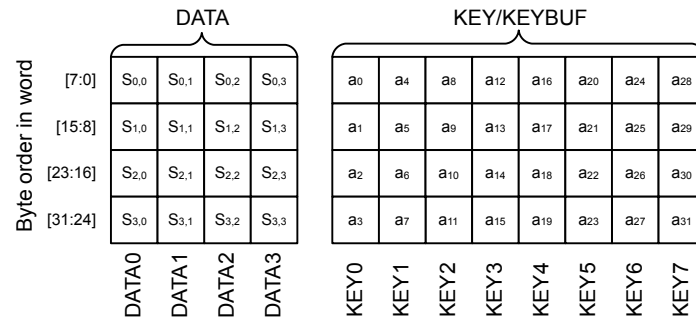 DATA KEY/KEYBUF
Byte order in word
[7:0] S0,0 S0,1 S0,2 S0,3 a0 a4 a8 a12 a16 a20 a24 a28
[15:8] S1,0 S1,1 S1,2 S1,3 a1 a5 a9 a13 a17 a21 a25 a29
[23:16] S2,0 S2,1 S2,2 S2,3 a2 a6 a10 a14 a18 a22 a26 a30
[31:24] S3,0 S3,1 S3,2 S3,3 a3 a7 a11 a15 a19 a23 a27 a31
DATA0 DATA1 DATA2 DATA3 KEY0 KEY1 KEY2 KEY3 KEY4 KEY5 KEY6 KEY7